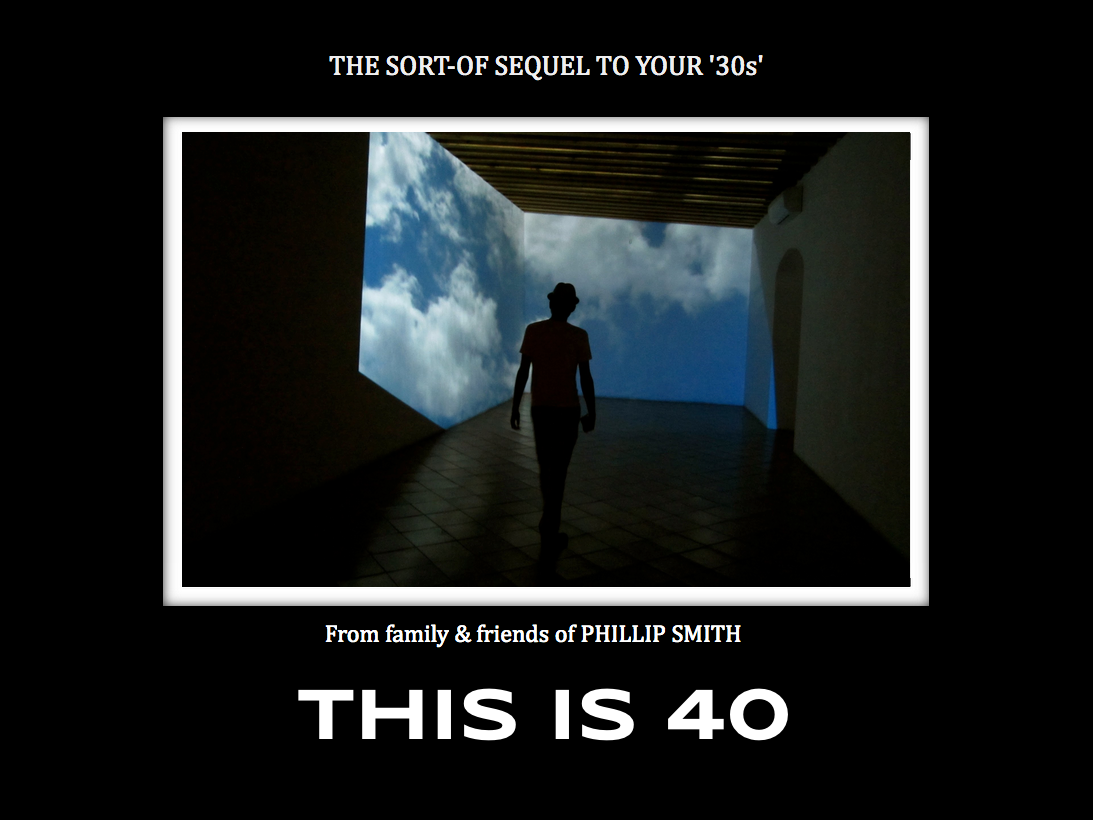 THE SORT-OF SEQUEL TO YOUR '30s'
From family & friends of PHILLIP SMITH
THIS IS 40